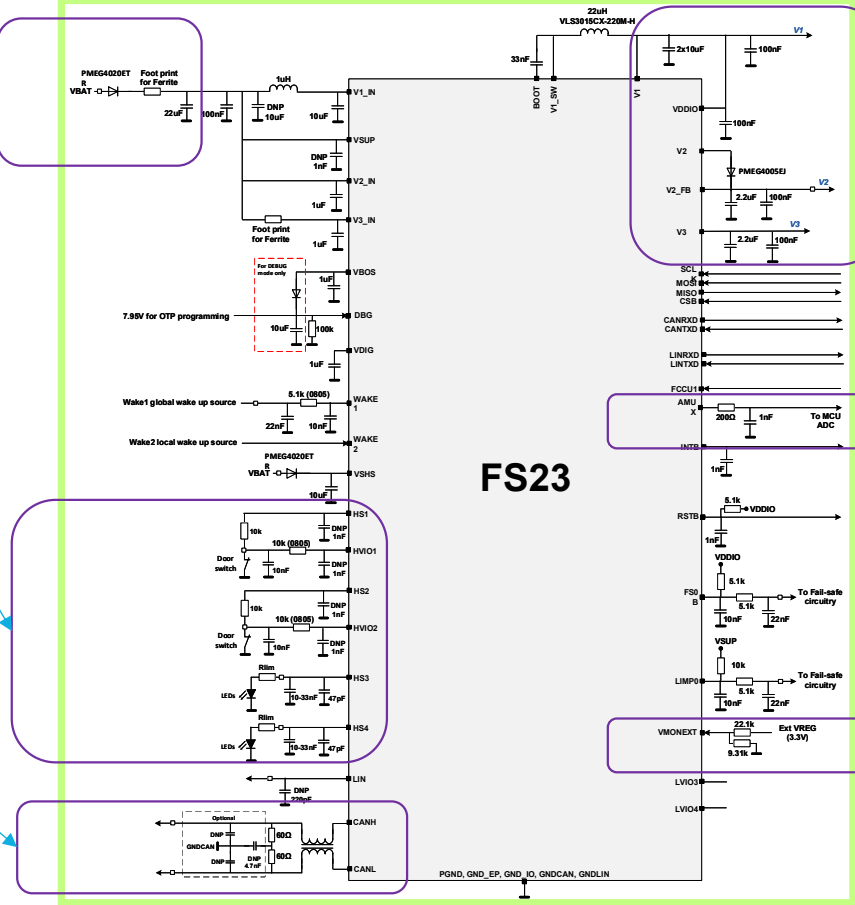 22uH
VLS3015CX-220M-H
V1
2x10uF
100nF
33nF
PMEG4020ET
R
VBAT
Foot print
for Ferrite
1uH
22uF
100nF
DNP
10uF
10uF
V1_IN
BOOT
V1_SW
V1
VDDIO
100nF
VSUP
DNP
1nF
V2
PMEG4005EJ
V2_IN
V2_FB
V2
2.2uF
100nF
1uF
V3_IN
Foot print
for Ferrite
1uF
V3
V3
2.2uF
100nF
For DEBUG
mode only
VBOS
1uF
SCL
K
MOSI
MISO
CSB
7.95V for OTP programming
DBG
10uF
100k
CANRXD
CANTXD
VDIG
1uF
LINRXD
LINTXD
FCCU1
Wake1 global wake up source
5.1k (0805)
WAKE
1
22nF
10nF
AMU
X
200Ω
1nF
To MCU
ADC
Wake2 local wake up source
WAKE
2
INTB
1nF
PMEG4020ET
R
VBAT
VSHS
10uF
FS23
HS1
10k
DNP
1nF
10k (0805)
HVIO1
Door
switch
10nF
DNP
1nF
5.1k
VDDIO
RSTB
1nF
VDDIO
5.1k
HS2
10k
DNP
1nF
FS0
B
5.1k
To Fail-safe
circuitry
10nF
22nF
10k (0805)
HVIO2
Door
switch
10nF
DNP
1nF
VSUP
10k
Rlim
HS3
LEDs
10-33nF
47pF
LIMP0
5.1k
To Fail-safe
circuitry
10nF
22nF
Rlim
HS4
LEDs
10-33nF
47pF
VMONEXT
22.1k
9.31k
Ext VREG
(3.3V)
LIN
DNP
220pF
LVIO3
LVIO4
Optional
CANH
DNP
60Ω
GNDCAN
DNP
DNP
4.7nF
60Ω
CANL
PGND, GND_EP, GND_IO, GNDCAN, GNDLIN